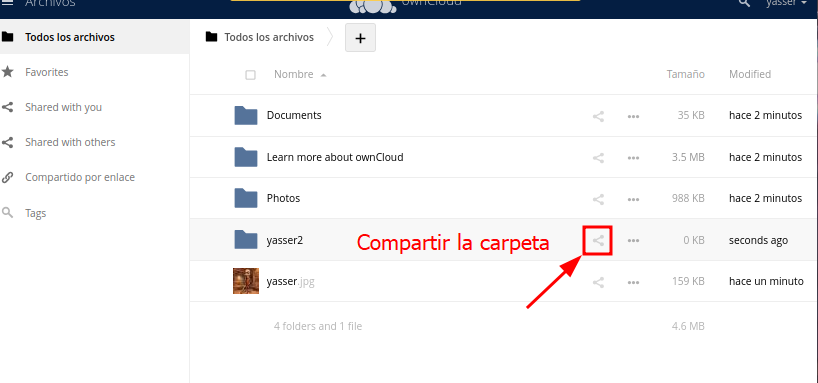 Archivos
ownCloud
yasser
Todos los archivos
Favorites
Shared with you
Shared with others
Compartido por enlace
Tags
Todos los archivos
+
Nombre Tamaño Modified
Documents 35 KB hace 2 minutos
Learn more about ownCloud 3.5 MB hace 2 minutos
Photos 988 KB hace 2 minutos
yasser2 Compartir la carpeta 0 KB seconds ago
yasser.jpg 159 KB hace un minuto
4 folders and 1 file 4.6 MB